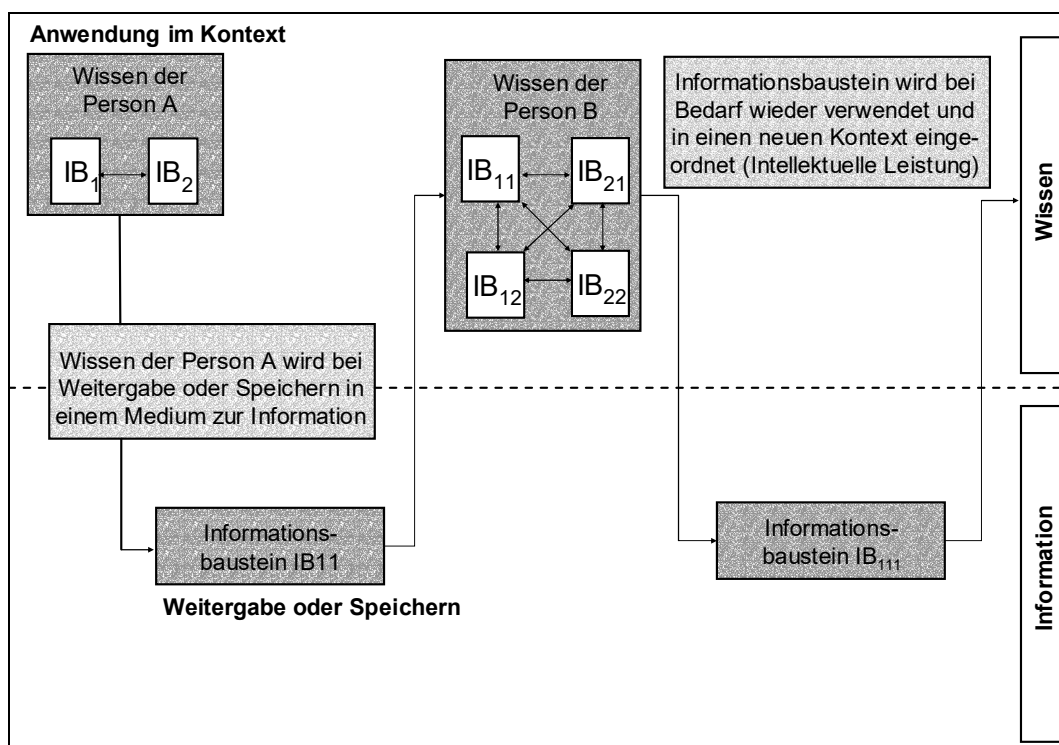 Anwendung im Kontext
Wissen der
Person A
IB₁
IB₂
Wissen der
Person B
IB₁₁
IB₂₁
IB₁₂
IB₂₂
Informationsbaustein wird bei
Bedarf wieder verwendet und
in einen neuen Kontext einge-
ordnet (Intellektuelle Leistung)
Wissen
Wissen der Person A wird bei
Weitergabe oder Speichern in
einem Medium zur Information
Informations-
baustein IB11
Weitergabe oder Speichern
Informations-
baustein IB₁₁₁
Information